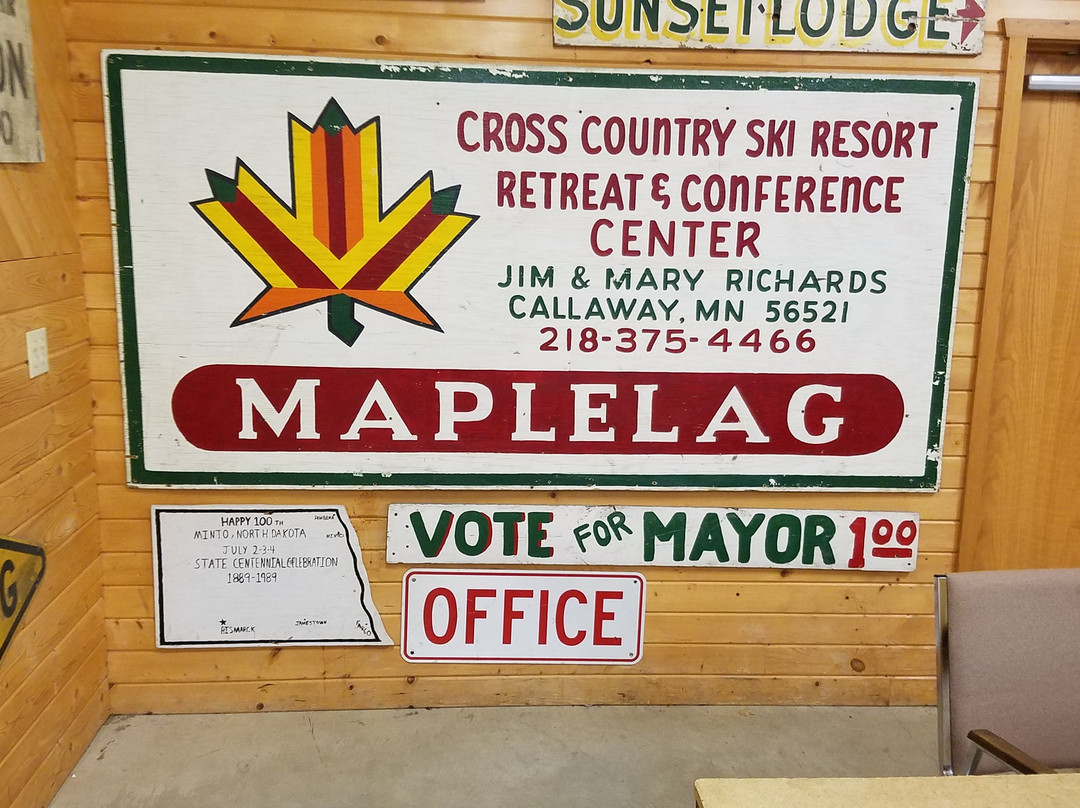 SUNSET LODGE
ON
CROSS COUNTRY SKI RESORT
RETREAT & CONFERENCE
CENTER
JIM & MARY RICHARDS
CALLAWAY, MN 56521
218-375-4466
MAPLELAG
HAPPY 100TH
MINTO, NORTH DAKOTA
MINTO
JULY 2-3-4
STATE CENTENNIAL CELEBRATION
1889-1989
BISMARCK
JAMESTOWN
FARGO
VOTE FOR MAYOR 1.00
OFFICE
G